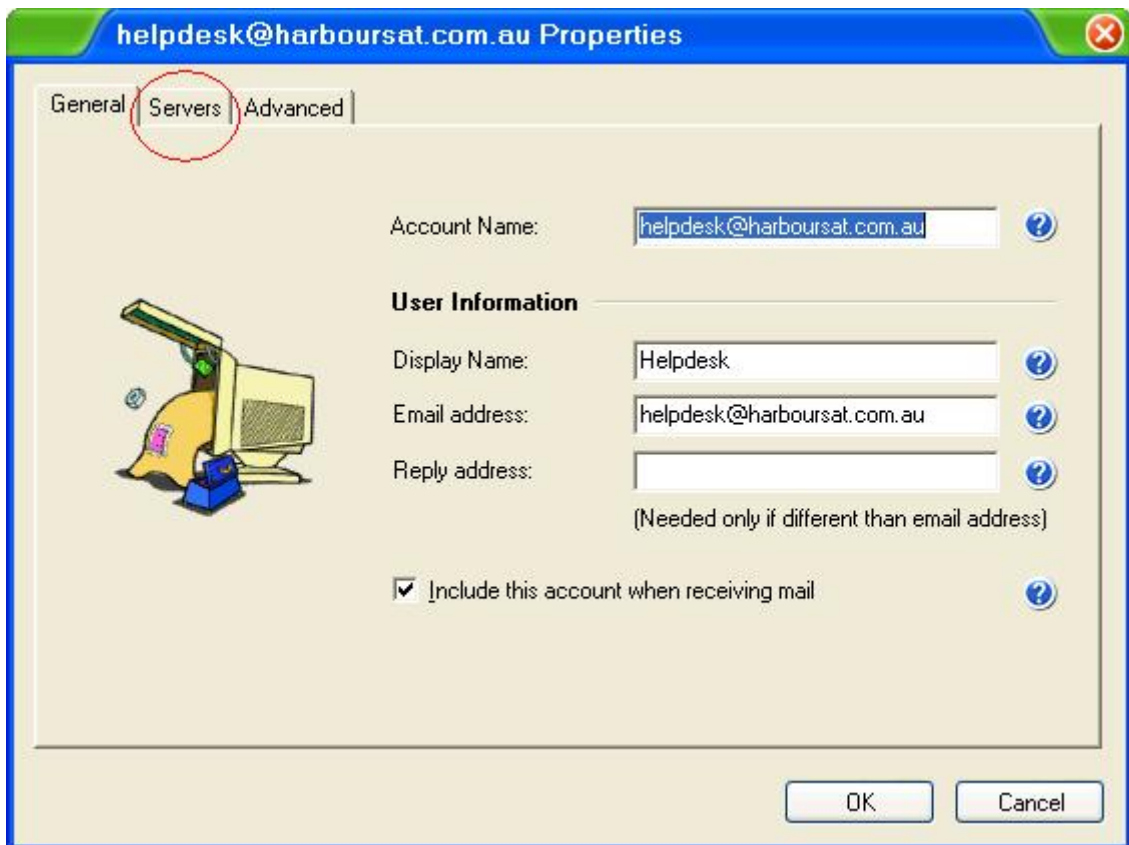 helpdesk@harboursat.com.au Properties
General Servers Advanced
Account Name: helpdesk@harboursat.com.au
User Information
Display Name: Helpdesk
Email address: helpdesk@harboursat.com.au
Reply address:
(Needed only if different than email address)
Include this account when receiving mail
OK Cancel